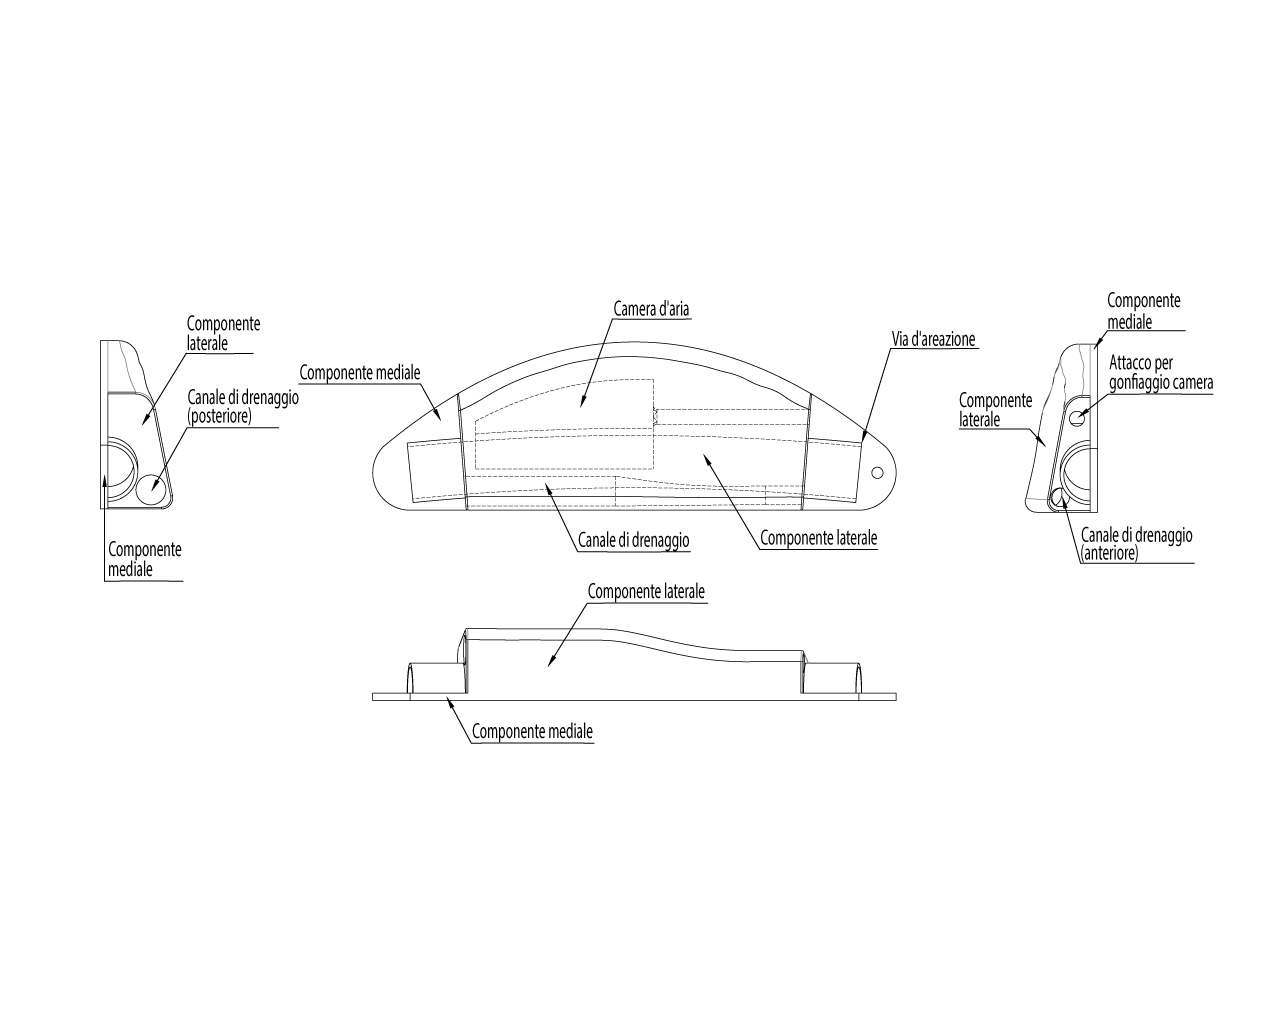 Componente
laterale
Canale di drenaggio
(posteriore)
Componente
mediale
Componente mediale
Camera d'aria
Via d'areazione
Canale di drenaggio
Componente laterale
Componente laterale
Componente mediale
Componente
mediale
Attacco per
gonfiaggio camera
Componente
laterale
Canale di drenaggio
(anteriore)